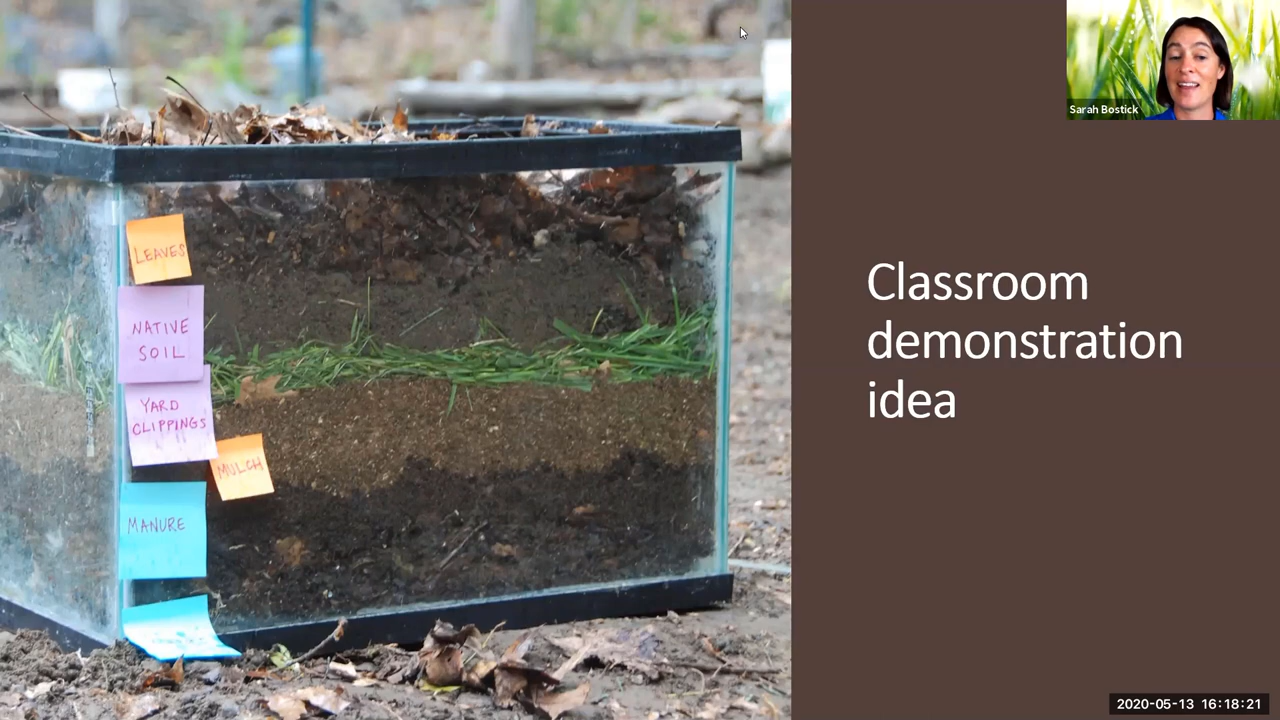 LEAVES
NATIVE
SOIL
YARD
CLIPPINGS
MULCH
MANURE
Classroom
demonstration
idea
Sarah Bostick
2020-05-13 16:18:21